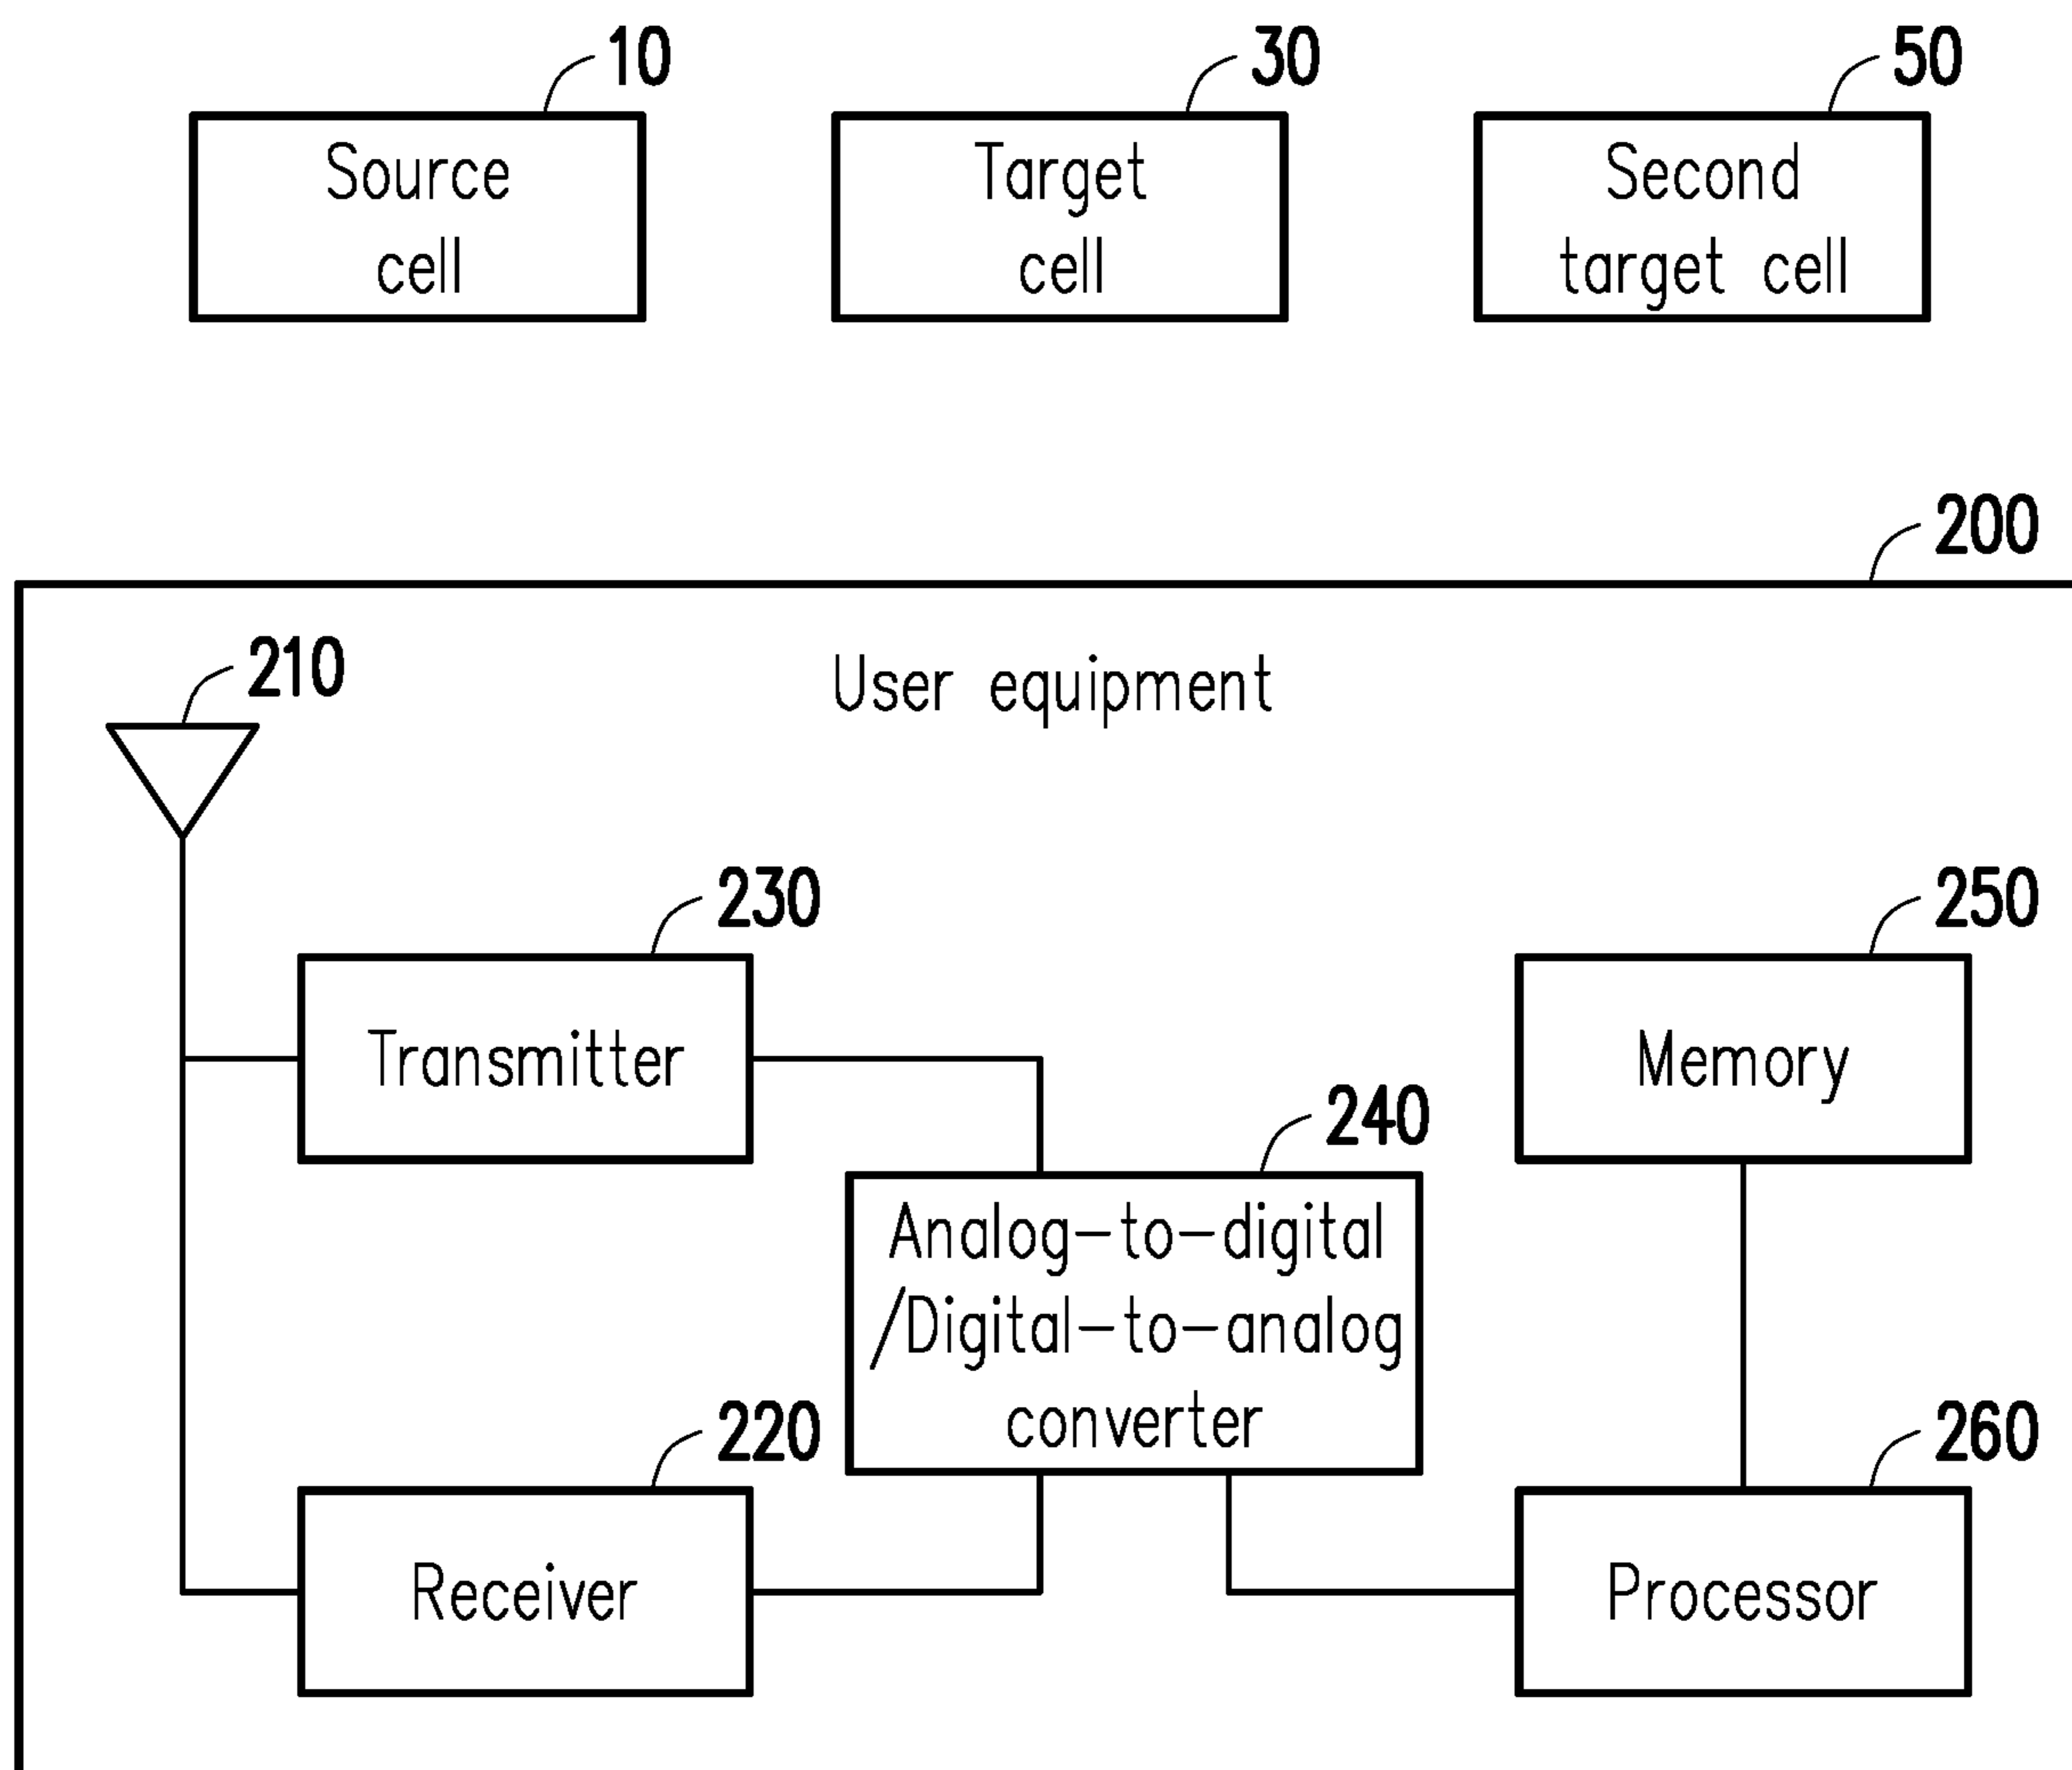 10
30
50
Source
cell
Target
cell
Second
target cell
200
User equipment
210
230
250
Transmitter
Memory
240
Analog-to-digital
/Digital-to-analog
converter
220
260
Receiver
Processor